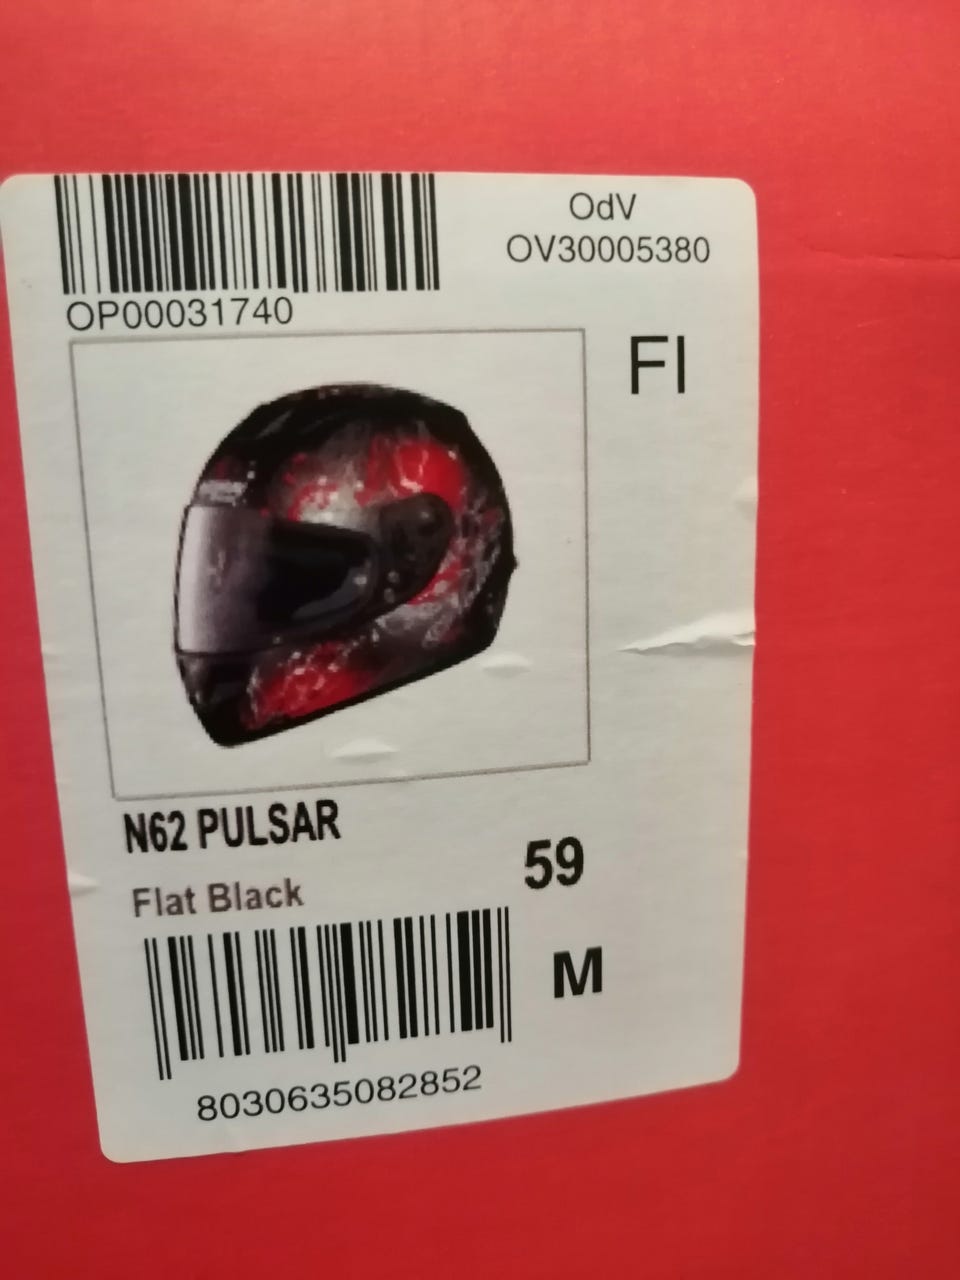 OdV
OV30005380
OP00031740
FI
N62 PULSAR
Flat Black
59
M
8030635082852